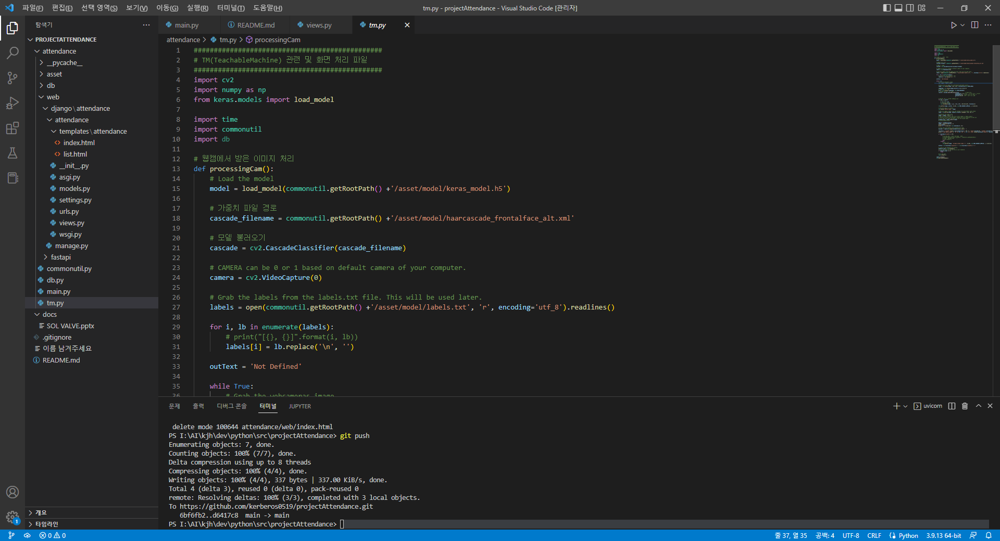 파일(F) 편집(E) 선택 영역(S) 보기(V) 이동(G) 실행(R) 터미널(T) 도움말(H)
tm.py - projectAttendance - Visual Studio Code [관리자]
탐색기
PROJECTATTENDANCE
attendance
__pycache__
asset
db
web
django\attendance
attendance
templates\attendance
index.html
list.html
__init__.py
asgi.py
models.py
settings.py
urls.py
views.py
wsgi.py
manage.py
fastapi
commonutil.py
db.py
main.py
tm.py
docs
SOL VALVE.pptx
.gitignore
이름 남겨주세요
README.md
개요
타임라인
main.py README.md views.py tm.py
attendance > tm.py > processingCam
1 ###############################################
2 # TM(TeachableMachine) 관련 및 화면 처리 파일
3 ###############################################
4 import cv2
5 import numpy as np
6 from keras.models import load_model
7
8 import time
9 import commonutil
10 import db
11
12 # 웹캠에서 받은 이미지 처리
13 def processingCam():
14 # Load the model
15 model = load_model(commonutil.getRootPath() +'/asset/model/keras_model.h5')
16
17 # 가중치 파일 경로
18 cascade_filename = commonutil.getRootPath() +'/asset/model/haarcascade_frontalface_alt.xml'
19
20 # 모델 불러오기
21 cascade = cv2.CascadeClassifier(cascade_filename)
22
23 # CAMERA can be 0 or 1 based on default camera of your computer.
24 camera = cv2.VideoCapture(0)
25
26 # Grab the labels from the labels.txt file. This will be used later.
27 labels = open(commonutil.getRootPath() +'/asset/model/labels.txt', 'r', encoding='utf_8').readlines()
28
29 for i, lb in enumerate(labels):
30 # print("[{}, {}]".format(i, lb))
31 labels[i] = lb.replace('\n', '')
32
33 outText = 'Not Defined'
34
35 while True:
36 # Grab the webcameras image.
문제 출력 디버그 콘솔 터미널 JUPYTER
uvicorn
delete mode 100644 attendance/web/index.html
PS I:\AI\kjh\dev\python\src\projectAttendance> git push
Enumerating objects: 7, done.
Counting objects: 100% (7/7), done.
Delta compression using up to 8 threads
Compressing objects: 100% (4/4), done.
Writing objects: 100% (4/4), 337 bytes | 337.00 KiB/s, done.
Total 4 (delta 3), reused 0 (delta 0), pack-reused 0
remote: Resolving deltas: 100% (3/3), completed with 3 local objects.
To https://github.com/kerberos0519/projectAttendance.git
6bf6fb2..d6417c8 main -> main
PS I:\AI\kjh\dev\python\src\projectAttendance>
1
0 0
줄 37, 열 35 공백: 4 UTF-8 CRLF Python 3.9.13 64-bit